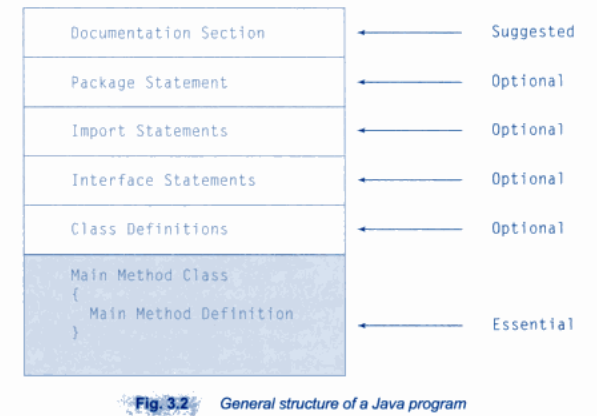 Documentation Section Suggested
Package Statement Optional
Import Statements Optional
Interface Statements Optional
Class Definitions Optional
Main Method Class
{
Main Method Definition
} Essential
Fig. 3.2 General structure of a Java program